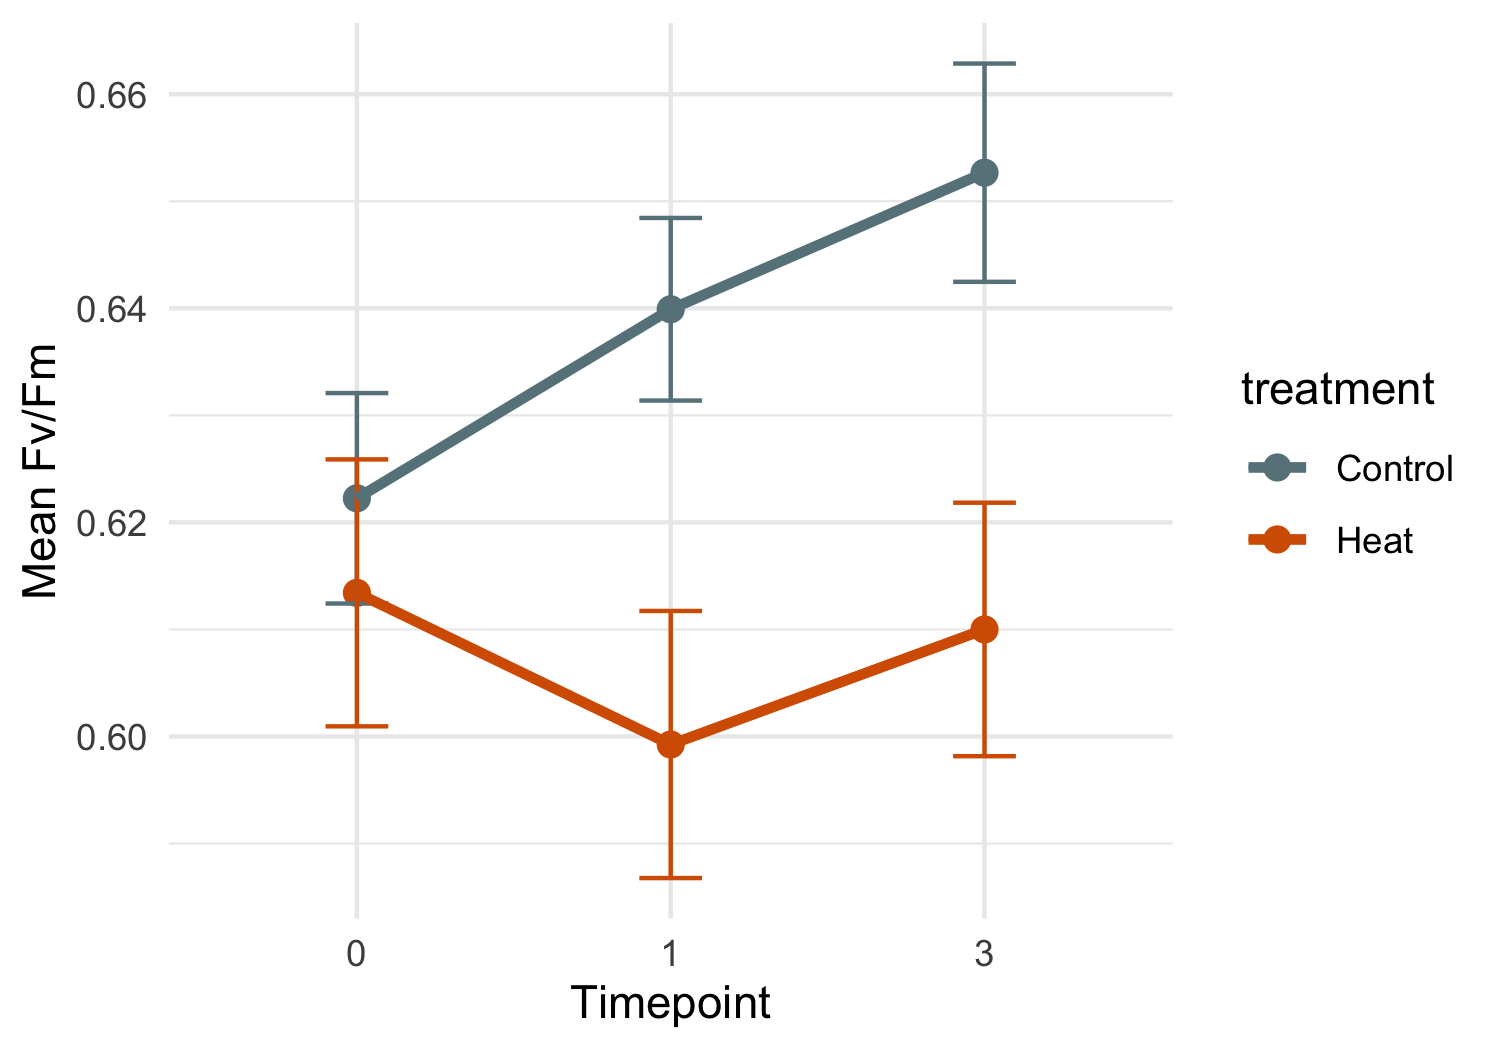 0.66
0.64
0.62
0.60
Mean Fv/Fm
0 1 3
Timepoint
treatment
Control
Heat